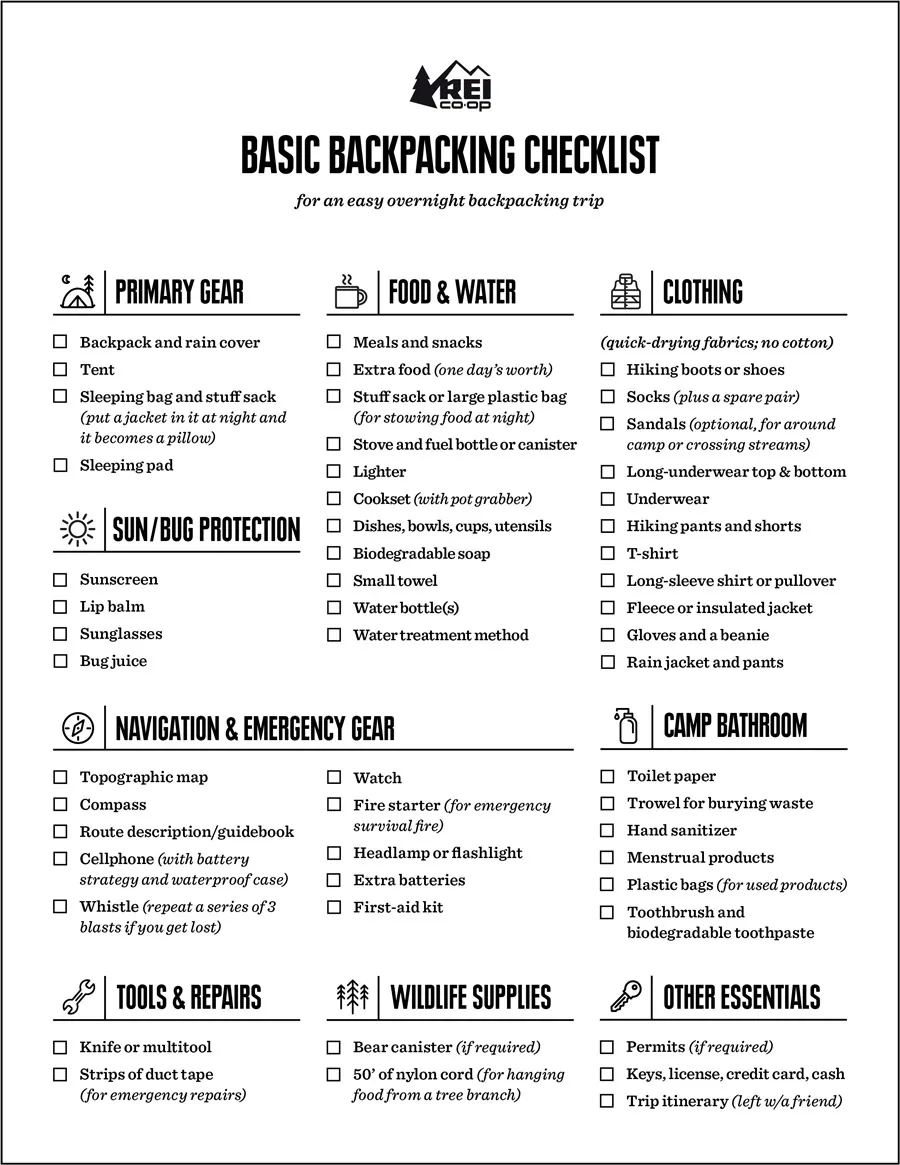 REI
CO·OP
BASIC BACKPACKING CHECKLIST
for an easy overnight backpacking trip
PRIMARY GEAR
Backpack and rain cover
Tent
Sleeping bag and stuff sack
(put a jacket in it at night and
it becomes a pillow)
Sleeping pad
SUN/BUG PROTECTION
Sunscreen
Lip balm
Sunglasses
Bug juice
FOOD & WATER
Meals and snacks
Extra food (one day's worth)
Stuff sack or large plastic bag
(for stowing food at night)
Stove and fuel bottle or canister
Lighter
Cookset (with pot grabber)
Dishes, bowls, cups, utensils
Biodegradable soap
Small towel
Water bottle(s)
Water treatment method
CLOTHING
(quick-drying fabrics; no cotton)
Hiking boots or shoes
Socks (plus a spare pair)
Sandals (optional, for around
camp or crossing streams)
Long-underwear top & bottom
Underwear
Hiking pants and shorts
T-shirt
Long-sleeve shirt or pullover
Fleece or insulated jacket
Gloves and a beanie
Rain jacket and pants
NAVIGATION & EMERGENCY GEAR
Topographic map
Compass
Route description/guidebook
Cellphone (with battery
strategy and waterproof case)
Whistle (repeat a series of 3
blasts if you get lost)
Watch
Fire starter (for emergency
survival fire)
Headlamp or flashlight
Extra batteries
First-aid kit
CAMP BATHROOM
Toilet paper
Trowel for burying waste
Hand sanitizer
Menstrual products
Plastic bags (for used products)
Toothbrush and
biodegradable toothpaste
TOOLS & REPAIRS
Knife or multitool
Strips of duct tape
(for emergency repairs)
WILDLIFE SUPPLIES
Bear canister (if required)
50' of nylon cord (for hanging
food from a tree branch)
OTHER ESSENTIALS
Permits (if required)
Keys, license, credit card, cash
Trip itinerary (left w/a friend)